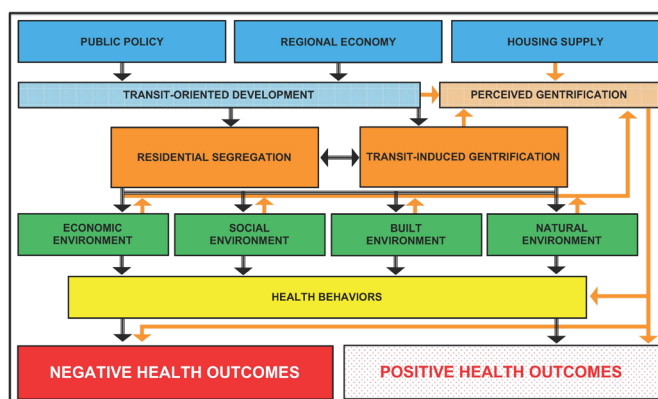 PUBLIC POLICY
REGIONAL ECONOMY
HOUSING SUPPLY
TRANSIT-ORIENTED DEVELOPMENT
PERCEIVED GENTRIFICATION
RESIDENTIAL SEGREGATION
TRANSIT-INDUCED GENTRIFICATION
ECONOMIC
ENVIRONMENT
SOCIAL
ENVIRONMENT
BUILT
ENVIRONMENT
NATURAL
ENVIRONMENT
HEALTH BEHAVIORS
NEGATIVE HEALTH OUTCOMES
POSITIVE HEALTH OUTCOMES